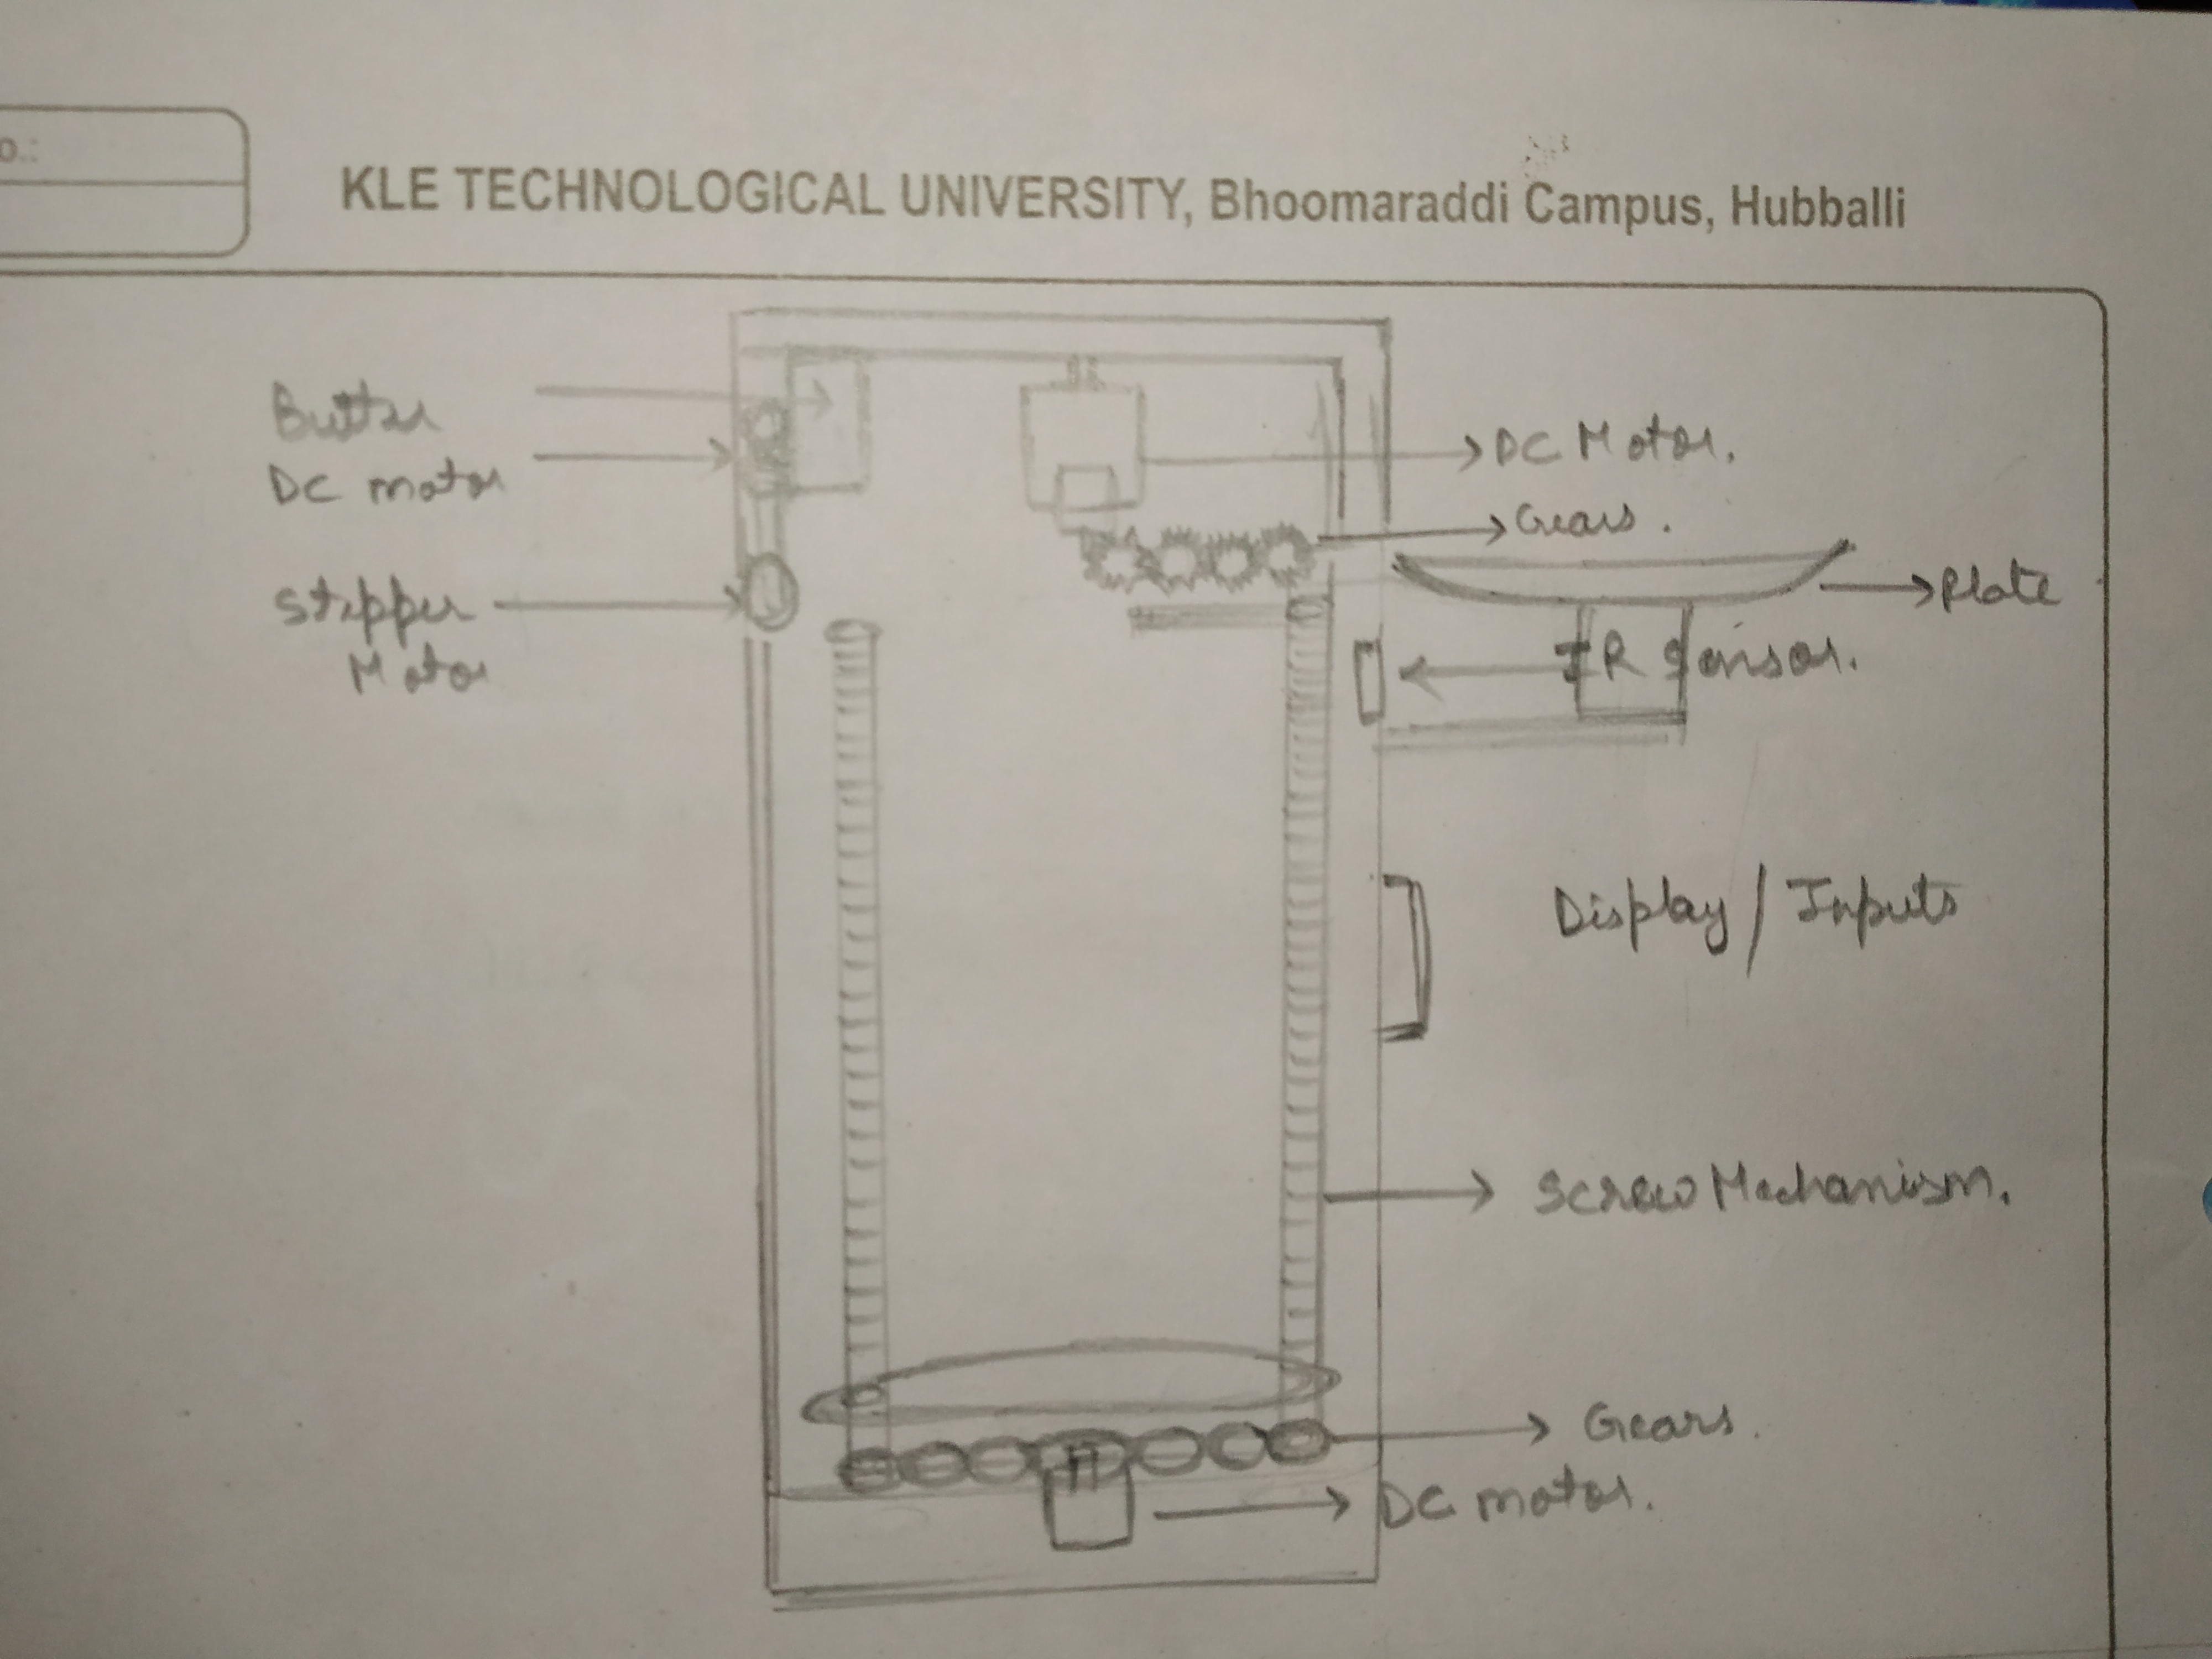 o.:
KLE TECHNOLOGICAL UNIVERSITY, Bhoomaraddi Campus, Hubballi
Butter
DC motor
Stepper
Motor
DC Motor.
Gears.
Plate
IR Sensor.
Display / Inputs
Screw Mechanism.
Gears.
DC motor.